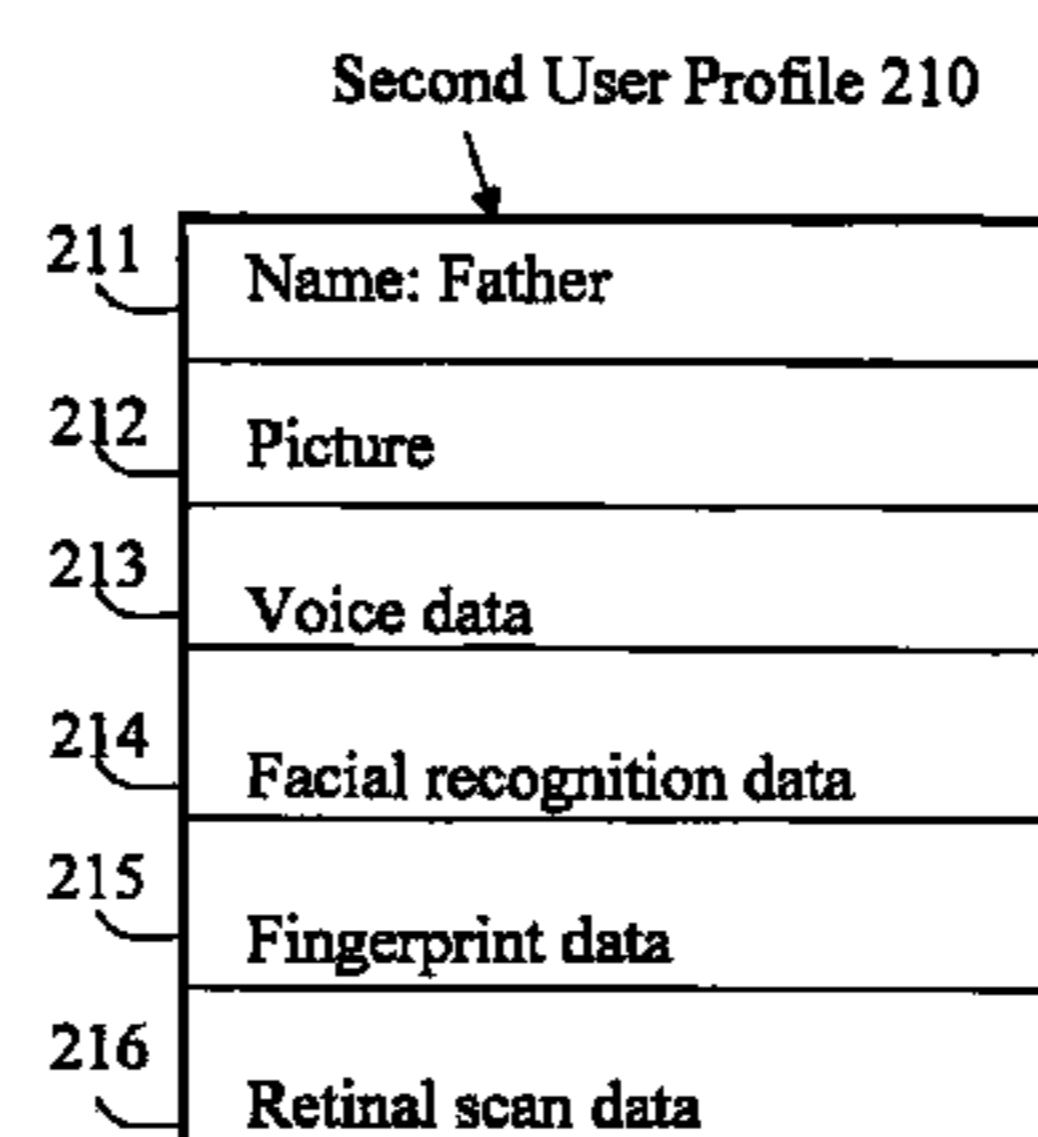 Second User Profile 210
211
Name: Father
212
Picture
213
Voice data
214
Facial recognition data
215
Fingerprint data
216
Retinal scan data